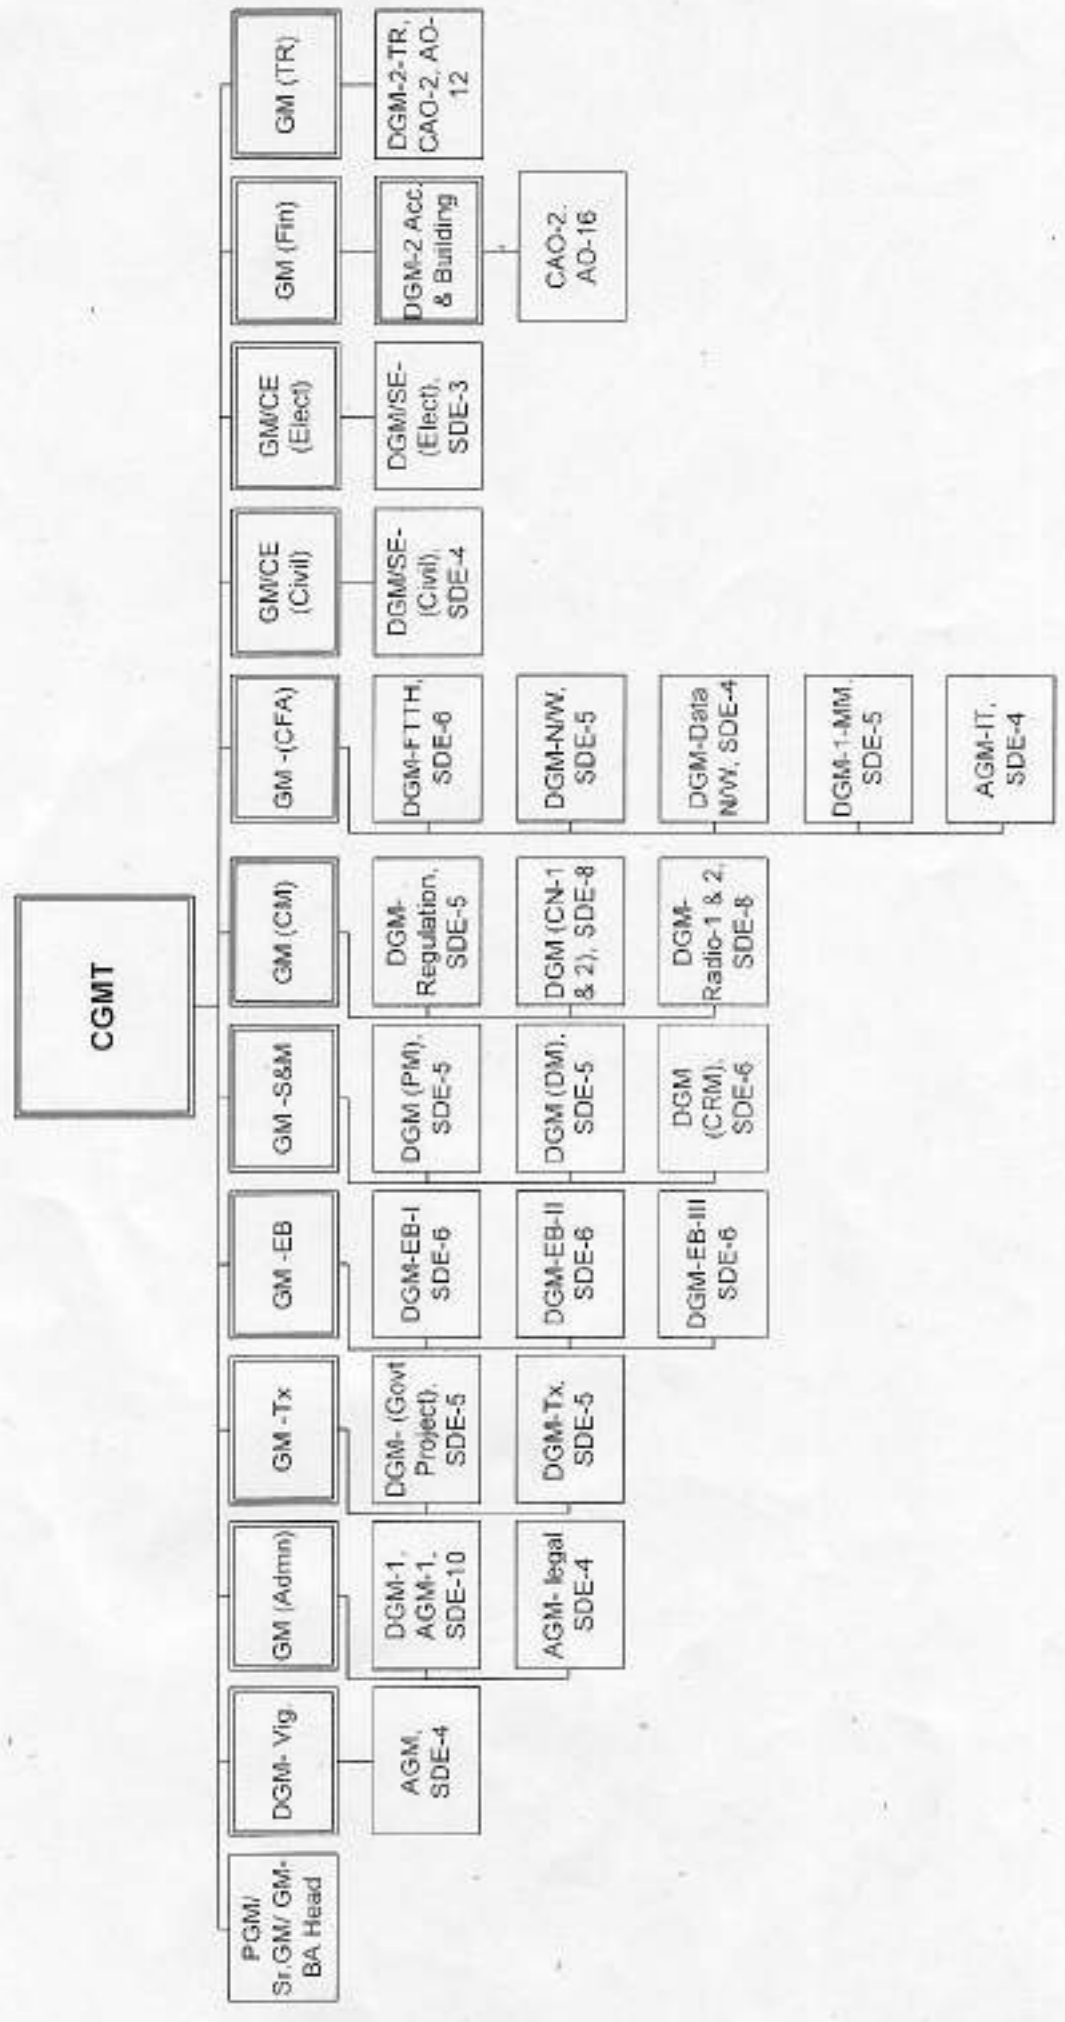 CGMT
PGM/
Sr.GM/ GM-
BA Head
DGM- Vig.
GM (Admn)
GM -Tx
GM -EB
GM -S&M
GM (CM)
GM -(CFA)
GM/CE
(Civil)
GM/CE
(Elect)
GM (Fin)
GM (TR)
AGM,
SDE-4
DGM-1,
AGM-1,
SDE-10
AGM- legal
SDE-4
DGM- (Govt
Project),
SDE-5
DGM-Tx,
SDE-5
DGM-EB-I
SDE-6
DGM-EB-II
SDE-6
DGM-EB-III
SDE-6
DGM (PM),
SDE-5
DGM (DM),
SDE-5
DGM
(CRM),
SDE-6
DGM-
Regulation,
SDE-5
DGM (CN-1
& 2), SDE-8
DGM-
Radio-1 & 2,
SDE-8
DGM-FTTH,
SDE-6
DGM-N/W,
SDE-5
DGM-Data
N/W, SDE-4
DGM-1-MM,
SDE-5
AGM-IT,
SDE-4
DGM/SE-
(Civil),
SDE-4
DGM/SE-
(Elect),
SDE-3
DGM-2 Acc.
& Building
CAO-2,
AO-16
DGM-2-TR,
CAO-2, AO-
12